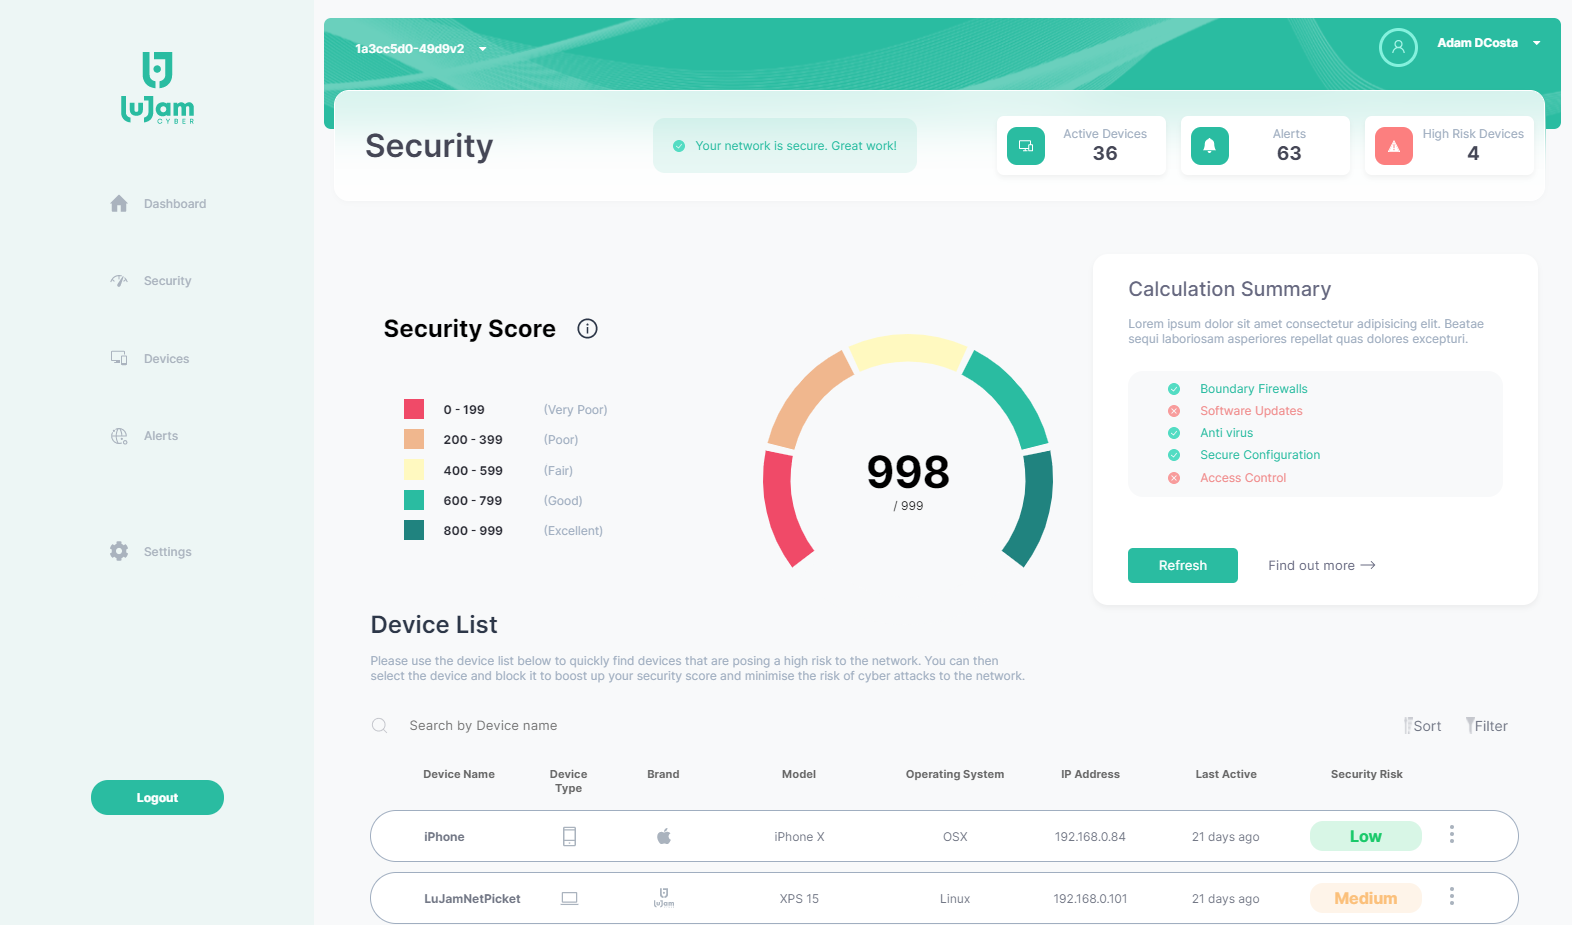 luJam
CYBER
Dashboard
Security
Devices
Alerts
Settings
Logout
1a3cc5d0-49d9v2
Adam DCosta
Security
Your network is secure. Great work!
Active Devices
36
Alerts
63
High Risk Devices
4
Security Score
0 - 199 (Very Poor)
200 - 399 (Poor)
400 - 599 (Fair)
600 - 799 (Good)
800 - 999 (Excellent)
998
/ 999
Calculation Summary
Lorem ipsum dolor sit amet consectetur adipisicing elit. Beatae
sequi laboriosam asperiores repellat quas dolores excepturi.
Boundary Firewalls
Software Updates
Anti virus
Secure Configuration
Access Control
Refresh
Find out more
Device List
Please use the device list below to quickly find devices that are posing a high risk to the network. You can then
select the device and block it to boost up your security score and minimise the risk of cyber attacks to the network.
Search by Device name
Sort
Filter
Device Name Device Type Brand Model Operating System IP Address Last Active Security Risk
iPhone iPhone X OSX 192.168.0.84 21 days ago Low
LuJamNetPicket luJam XPS 15 Linux 192.168.0.101 21 days ago Medium